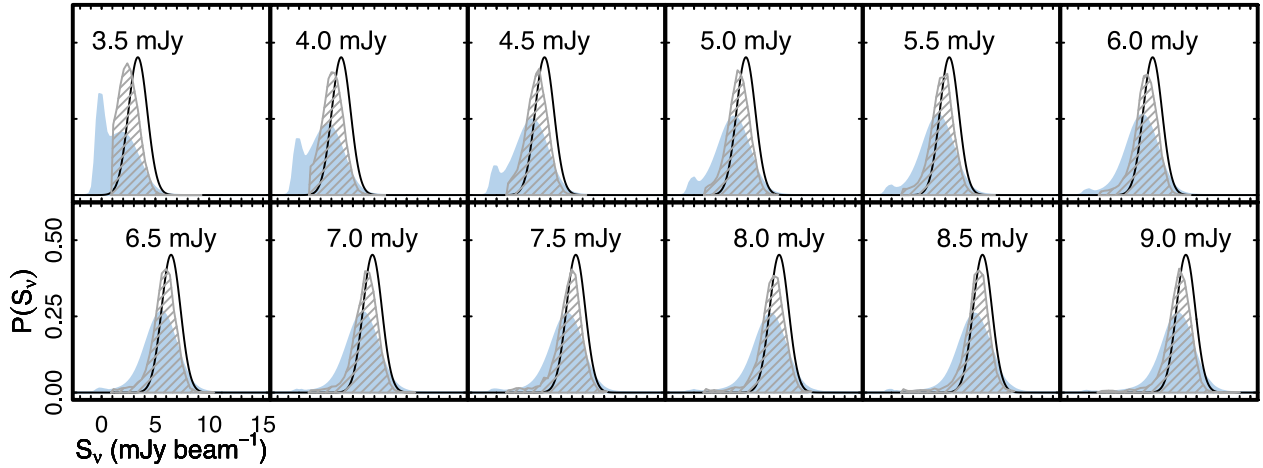 3.5 mJy 4.0 mJy 4.5 mJy 5.0 mJy 5.5 mJy 6.0 mJy
6.5 mJy 7.0 mJy 7.5 mJy 8.0 mJy 8.5 mJy 9.0 mJy
P(Sν)
0.50
0.25
0.00
0 5 10 15
Sν (mJy beam⁻¹)